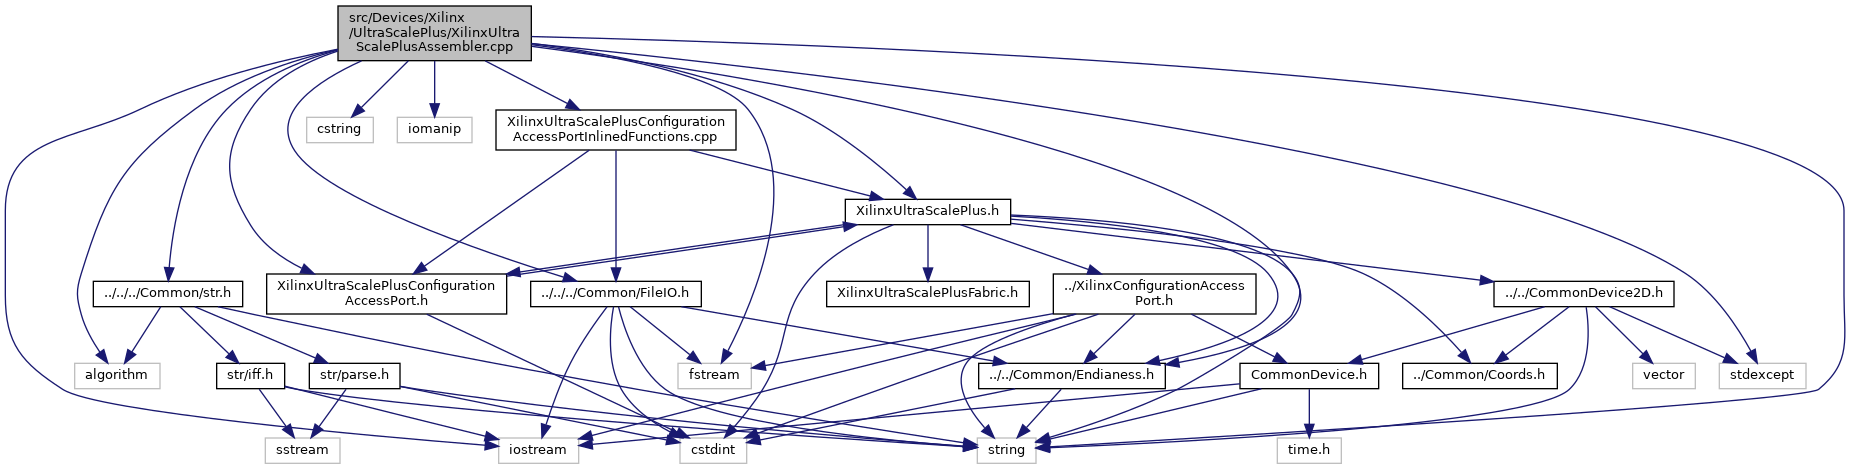 src/Devices/Xilinx
/UltraScalePlus/XilinxUltra
ScalePlusAssembler.cpp
cstring
iomanip
XilinxUltraScalePlusConfiguration
AccessPortInlinedFunctions.cpp
XilinxUltraScalePlus.h
../../../Common/str.h
XilinxUltraScalePlusConfiguration
AccessPort.h
../../../Common/FileIO.h
XilinxUltraScalePlusFabric.h
../XilinxConfigurationAccess
Port.h
../../CommonDevice2D.h
algorithm
str/iff.h
str/parse.h
fstream
../../Common/Endianess.h
CommonDevice.h
../Common/Coords.h
vector
stdexcept
sstream
iostream
cstdint
string
time.h